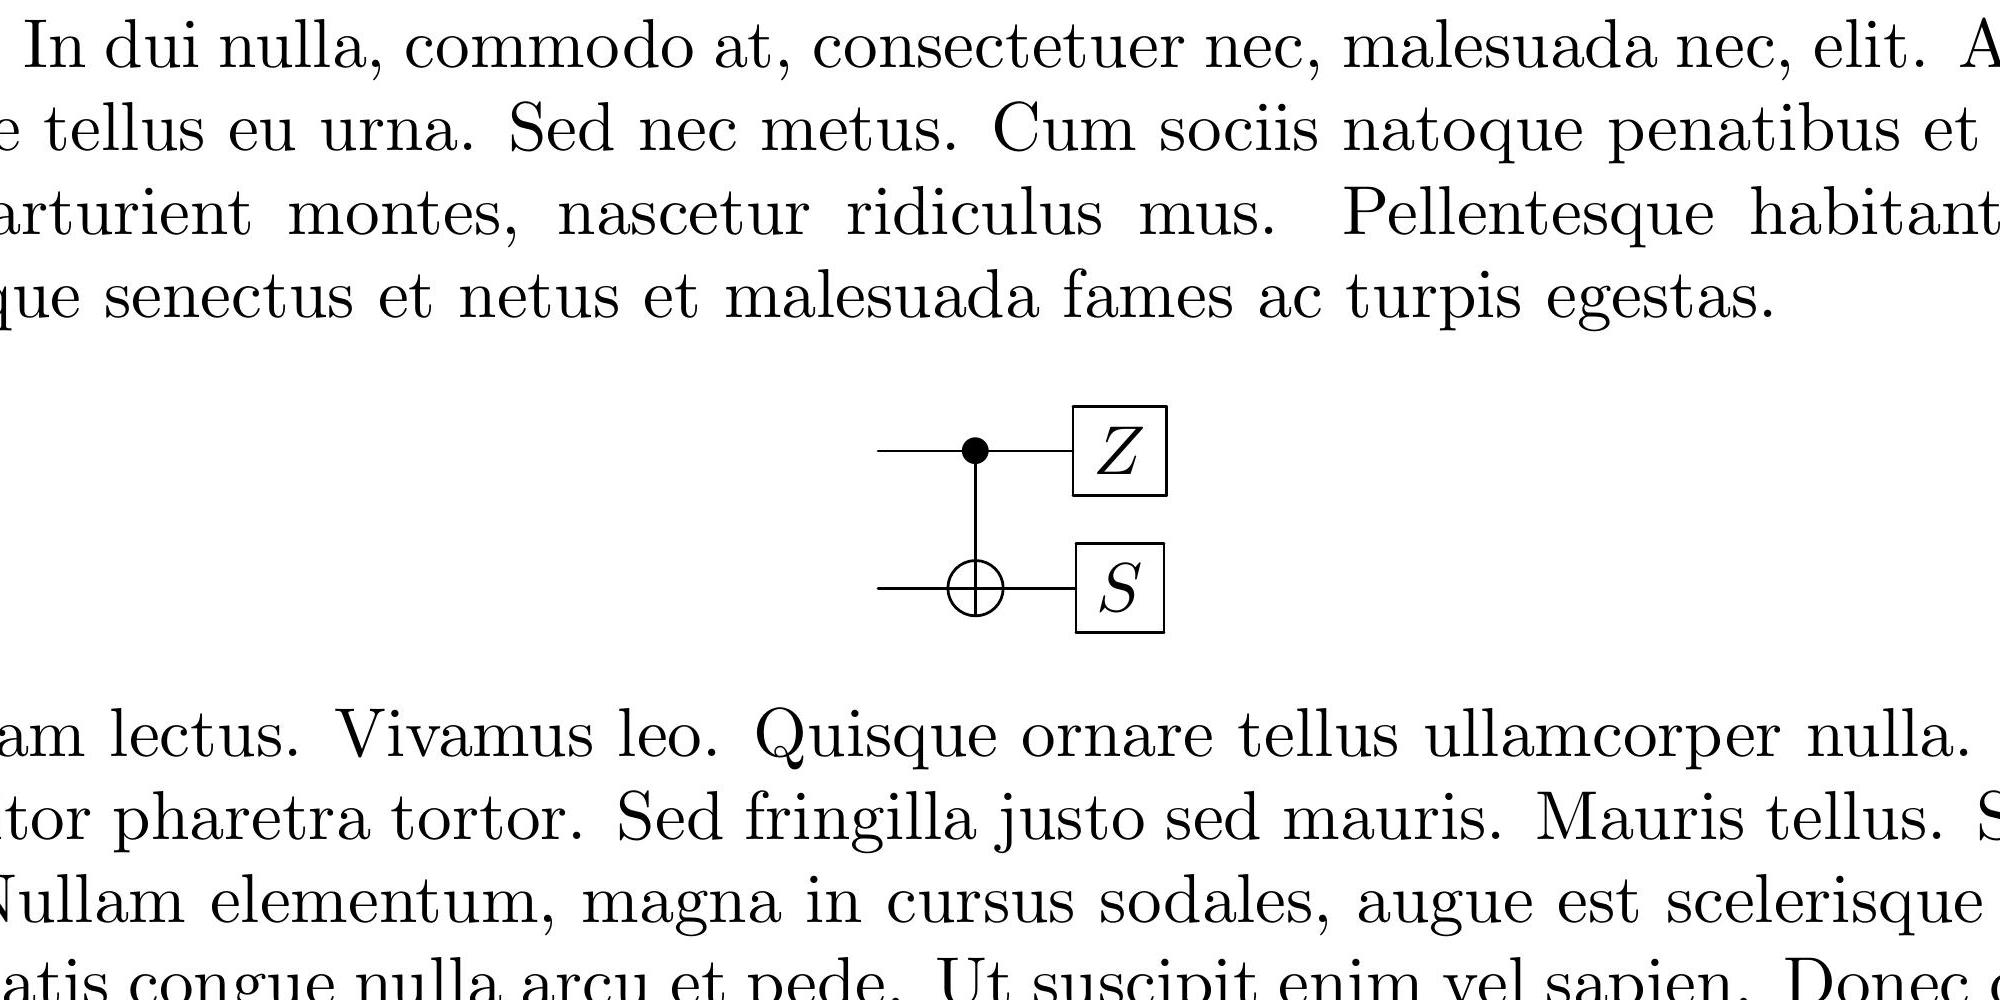 In dui nulla, commodo at, consectetuer nec, malesuada nec, elit. A
e tellus eu urna. Sed nec metus. Cum sociis natoque penatibus et
arturient montes, nascetur ridiculus mus. Pellentesque habitant
que senectus et netus et malesuada fames ac turpis egestas.
Z
S
am lectus. Vivamus leo. Quisque ornare tellus ullamcorper nulla.
tor pharetra tortor. Sed fringilla justo sed mauris. Mauris tellus. S
Nullam elementum, magna in cursus sodales, augue est scelerisque
atis congue nulla arcu et pede. Ut suscipit enim vel sapien. Donec